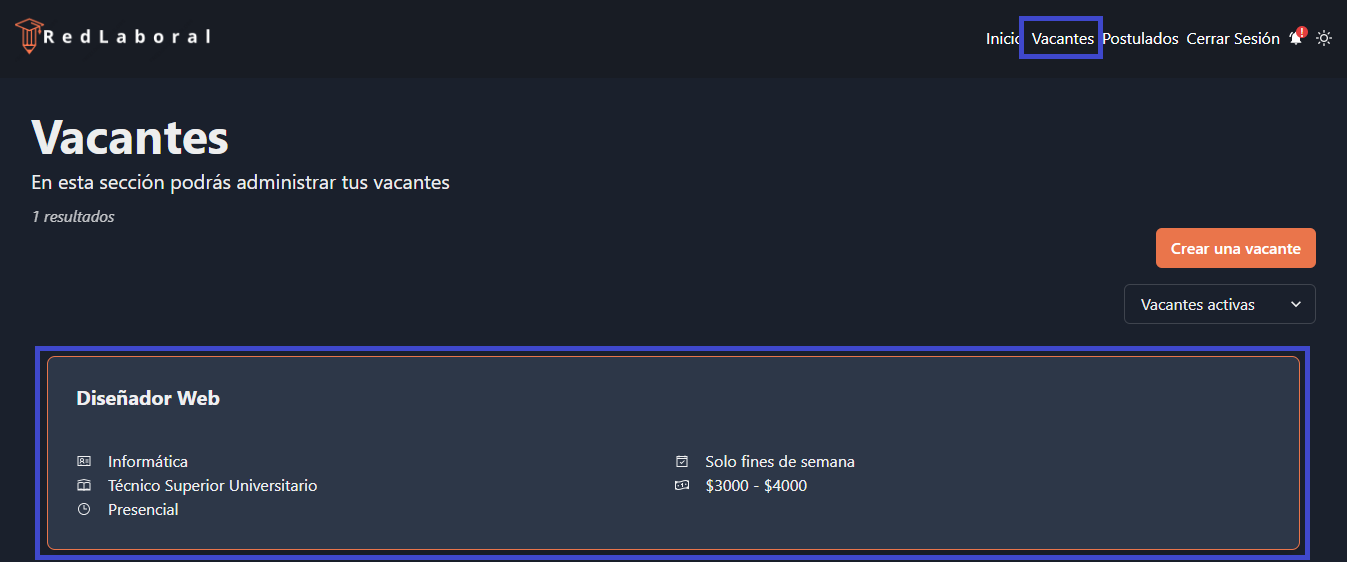 RedLaboral
Inicio Vacantes Postulados Cerrar Sesión
Vacantes
En esta sección podrás administrar tus vacantes
1 resultados
Crear una vacante
Vacantes activas
Diseñador Web
Informática
Técnico Superior Universitario
Presencial
Solo fines de semana
$3000 - $4000